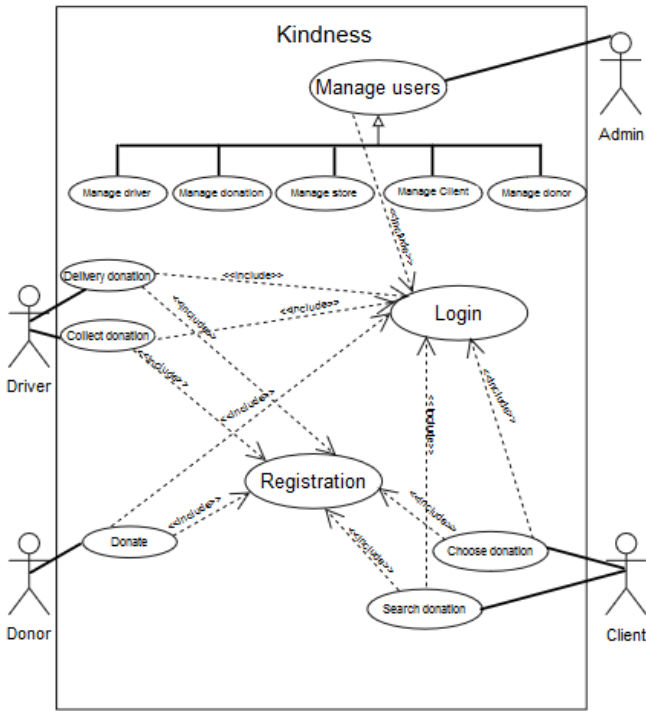 Kindness
Manage users
Admin
Manage driver
Manage donation
Manage store
Manage Client
Manage donor
<<Include>>
Delivery donation
<<Include>>
<<Include>>
<<Include>>
Login
Collect donation
Driver
<<Include>>
<<Include>>
<<Include>>
<<Include>>
Registration
<<Include>>
<<Include>>
<<Include>>
Donate
Choose donation
Search donation
Donor
Client